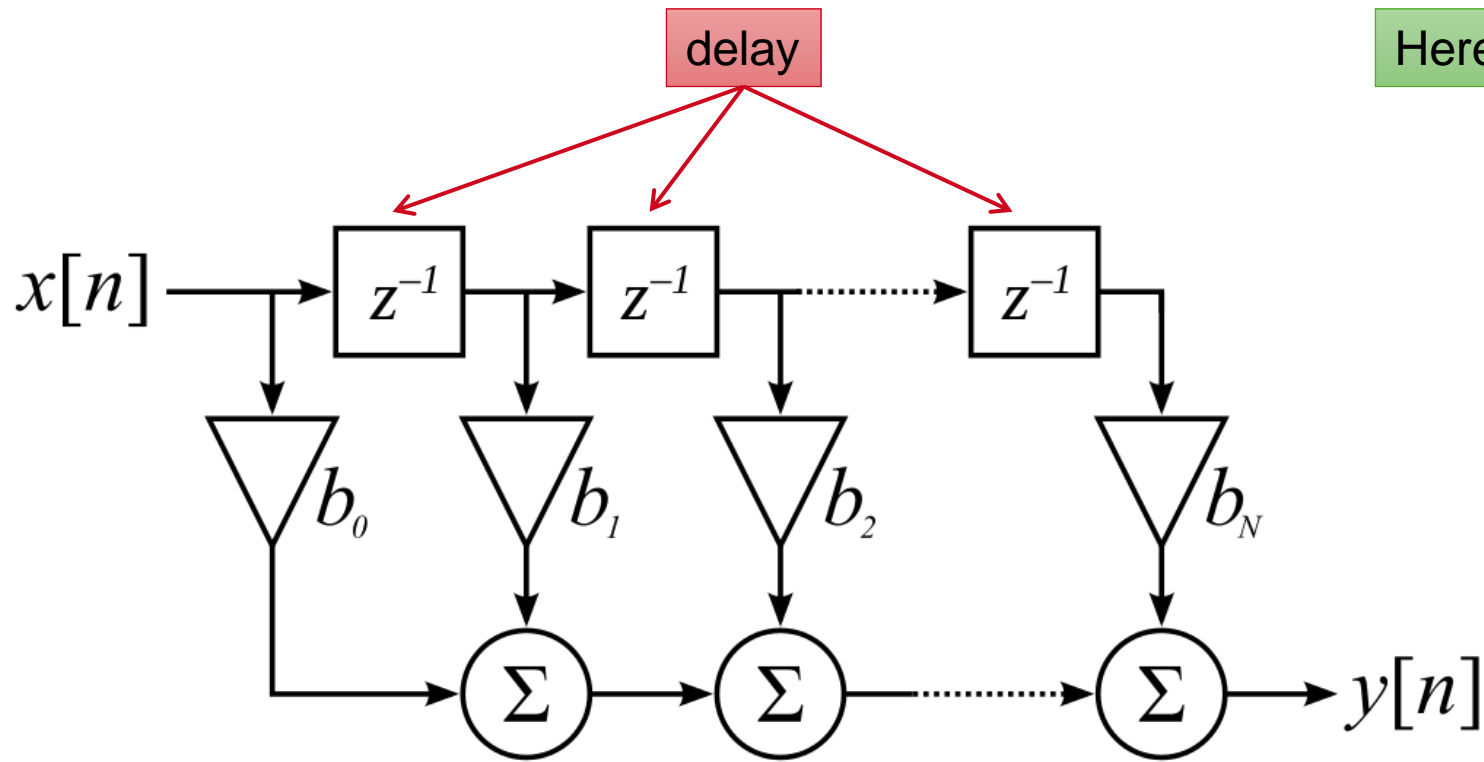 delay
Here
x[n]
z⁻¹
z⁻¹
z⁻¹
b₀
b₁
b₂
b_N
Σ
Σ
Σ
y[n]